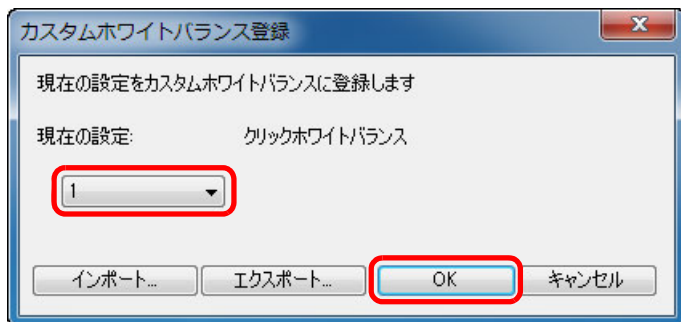 カスタムホワイトバランス登録
現在の設定をカスタムホワイトバランスに登録します
現在の設定: クリックホワイトバランス
1
インポート... エクスポート... OK キャンセル